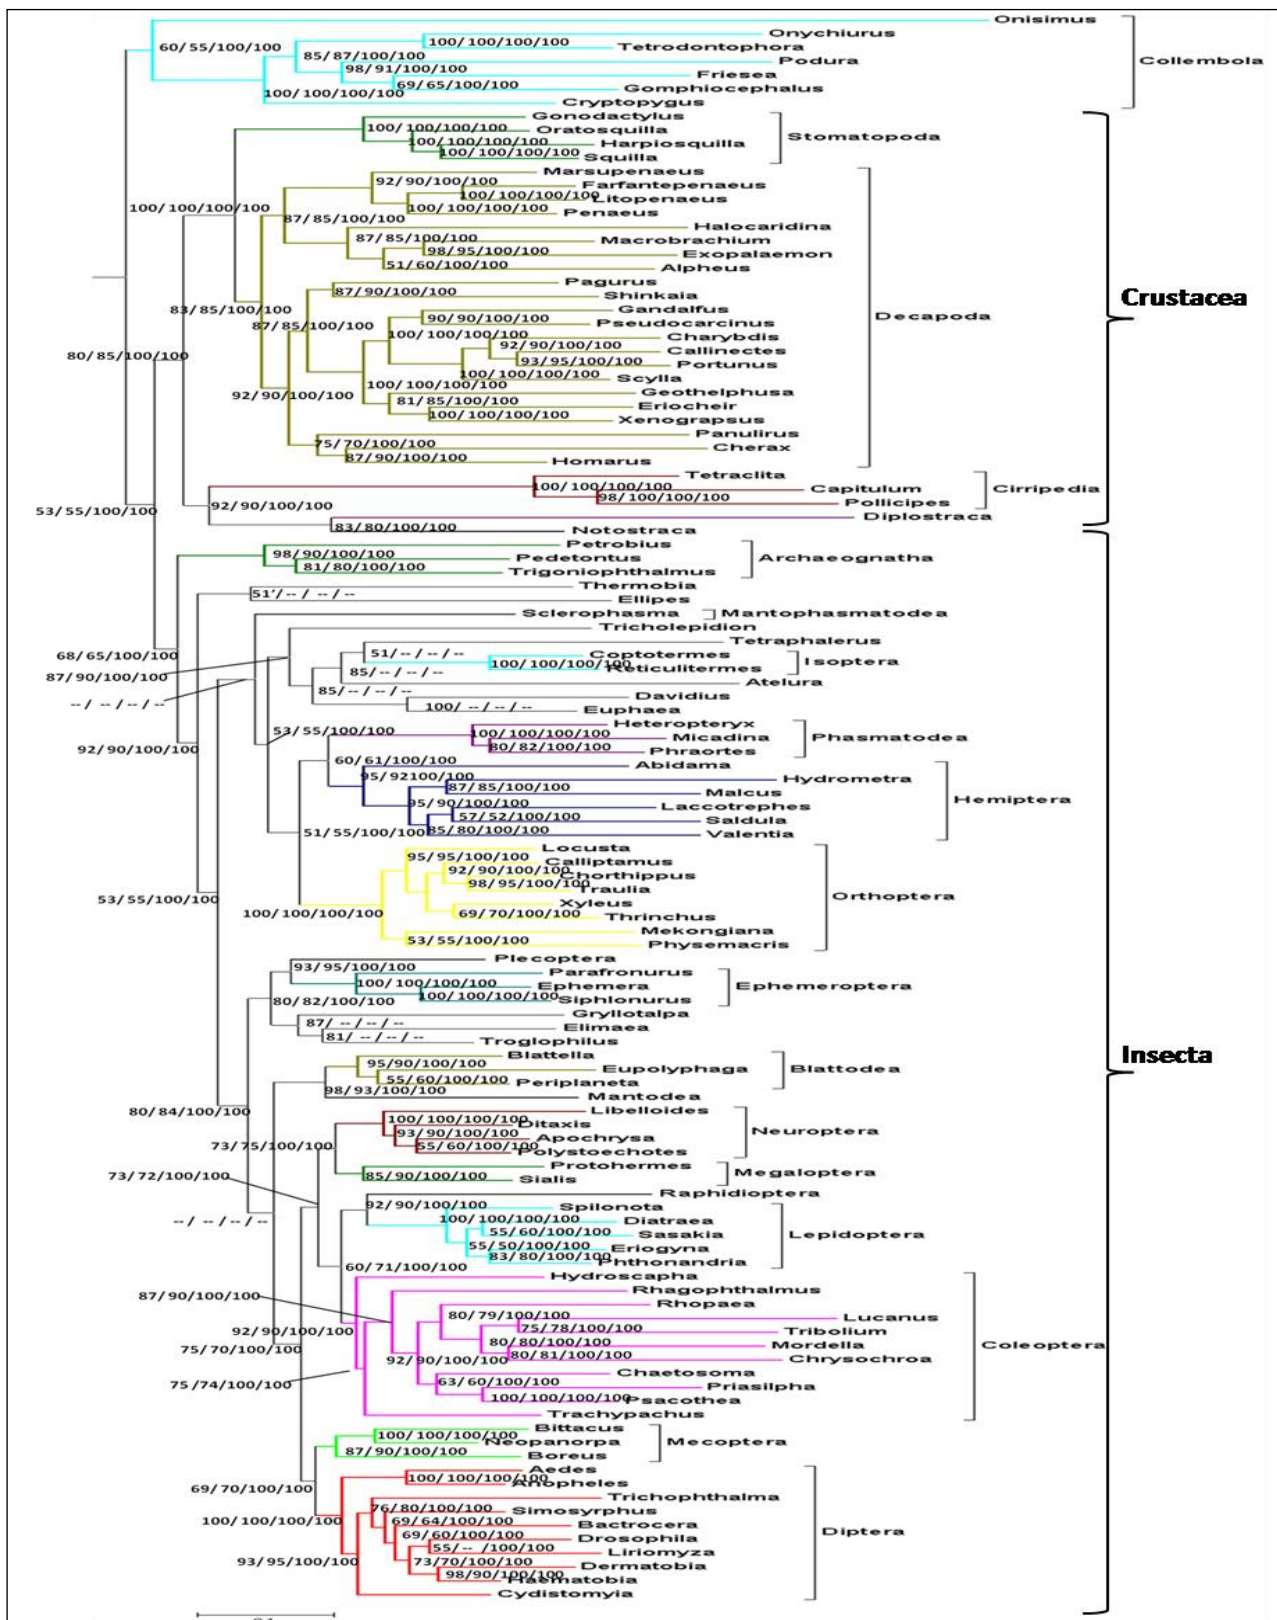 Onisimus
Onychiurus
60/55/100/100
100/100/100/100
Tetrodontophora
85/87/100/100
Podura
Collembola
98/91/100/100
Friesea
69/65/100/100
Gomphiocephalus
100/100/100/100
Cryptopygus
Gonodactylus
100/100/100/100
Oratosquilla
Stomatopoda
100/100/100/100
Harpiosquilla
100/100/100/100
Squilla
Marsupenaeus
92/90/100/100
Farfantepenaeus
100/100/100/100
Litopenaeus
100/100/100/100
100/100/100/100
Penaeus
87/85/100/100
Halocaridina
87/85/100/100
Macrobrachium
98/95/100/100
Exopalaemon
51/60/100/100
Alpheus
Pagurus
87/90/100/100
Shinkaia
Crustacea
83/85/100/100
Gandalfus
Decapoda
90/90/100/100
87/85/100/100
Pseudocarcinus
100/100/100/100
Charybdis
92/90/100/100
Callinectes
80/85/100/100
93/95/100/100
Portunus
100/100/100/100
Scylla
100/100/100/100
92/90/100/100
Geothelphusa
81/85/100/100
Eriocheir
100/100/100/100
Xenograpsus
Panulirus
75/70/100/100
Cherax
87/90/100/100
Homarus
Tetraclita
100/100/100/100
Capitulum
Cirripedia
98/100/100/100
Pollicipes
92/90/100/100
53/55/100/100
Diplostraca
83/80/100/100
Notostraca
Petrobius
98/90/100/100
Pedetontus
Archaeognatha
81/80/100/100
Trigoniophthalmus
Thermobia
51'/ -- / -- / --
Ellipes
Sclerophasma
Mantophasmatodea
Tricholepidion
Tetraphalerus
68/65/100/100
51/ -- / -- / --
Coptotermes
Isoptera
100/100/100/100
Reticulitermes
87/90/100/100
85/ -- / -- / --
Atelura
85/ -- / -- / --
Davidius
-- / -- / -- / --
100/ -- / -- / --
Euphaea
Heteropteryx
53/55/100/100
100/100/100/100
Micadina
Phasmatodea
92/90/100/100
80/82/100/100
Phraortes
60/61/100/100
Abidama
95/92100/100
Hydrometra
87/85/100/100
Malcus
Hemiptera
95/90/100/100
Laccotrephes
57/52/100/100
Saldula
51/55/100/100
85/80/100/100
Valentia
Locusta
95/95/100/100
Calliptamus
92/90/100/100
Chorthippus
98/95/100/100
Traulia
Orthoptera
53/55/100/100
Xyleus
100/100/100/100
69/70/100/100
Thrinchus
Mekongiana
53/55/100/100
Physemacris
Plecoptera
93/95/100/100
Parafronurus
100/100/100/100
Ephemera
Ephemeroptera
80/82/100/100
100/100/100/100
Siphlonurus
Gryllotalpa
87/ -- / -- / --
Elimaea
81/ -- / -- / --
Troglophilus
Insecta
Blattella
95/90/100/100
Eupolyphaga
Blattodea
55/60/100/100
Periplaneta
98/93/100/100
Mantodea
80/84/100/100
Libelloides
100/100/100/100
Ditaxis
Neuroptera
93/90/100/100
Apochrysa
73/75/100/100
55/60/100/100
Polystoechotes
Protohermes
Megaloptera
73/72/100/100
85/90/100/100
Sialis
Raphidioptera
92/90/100/100
Spilonota
-- / -- / -- / --
100/100/100/100
Diatraea
55/60/100/100
Sasakia
Lepidoptera
55/50/100/100
Eriogyna
83/80/100/100
Phthonandria
60/71/100/100
Hydroscapha
87/90/100/100
Rhagophthalmus
Rhopaea
80/79/100/100
Lucanus
92/90/100/100
75/78/100/100
Tribolium
80/80/100/100
Mordella
Coleoptera
75/70/100/100
92/90/100/100
80/81/100/100
Chrysochroa
Chaetosoma
75/74/100/100
63/60/100/100
Priasilpha
100/100/100/100
Psacothea
Trachypachus
Bittacus
100/100/100/100
Neopanorpa
Mecoptera
87/90/100/100
Boreus
Aedes
100/100/100/100
Anopheles
69/70/100/100
Trichophthalma
76/80/100/100
Simosyrphus
100/100/100/100
69/64/100/100
Bactrocera
Diptera
69/60/100/100
Drosophila
55/ -- /100/100
Liriomyza
93/95/100/100
73/70/100/100
Dermatobia
98/90/100/100
Haematobia
Cydistomyia